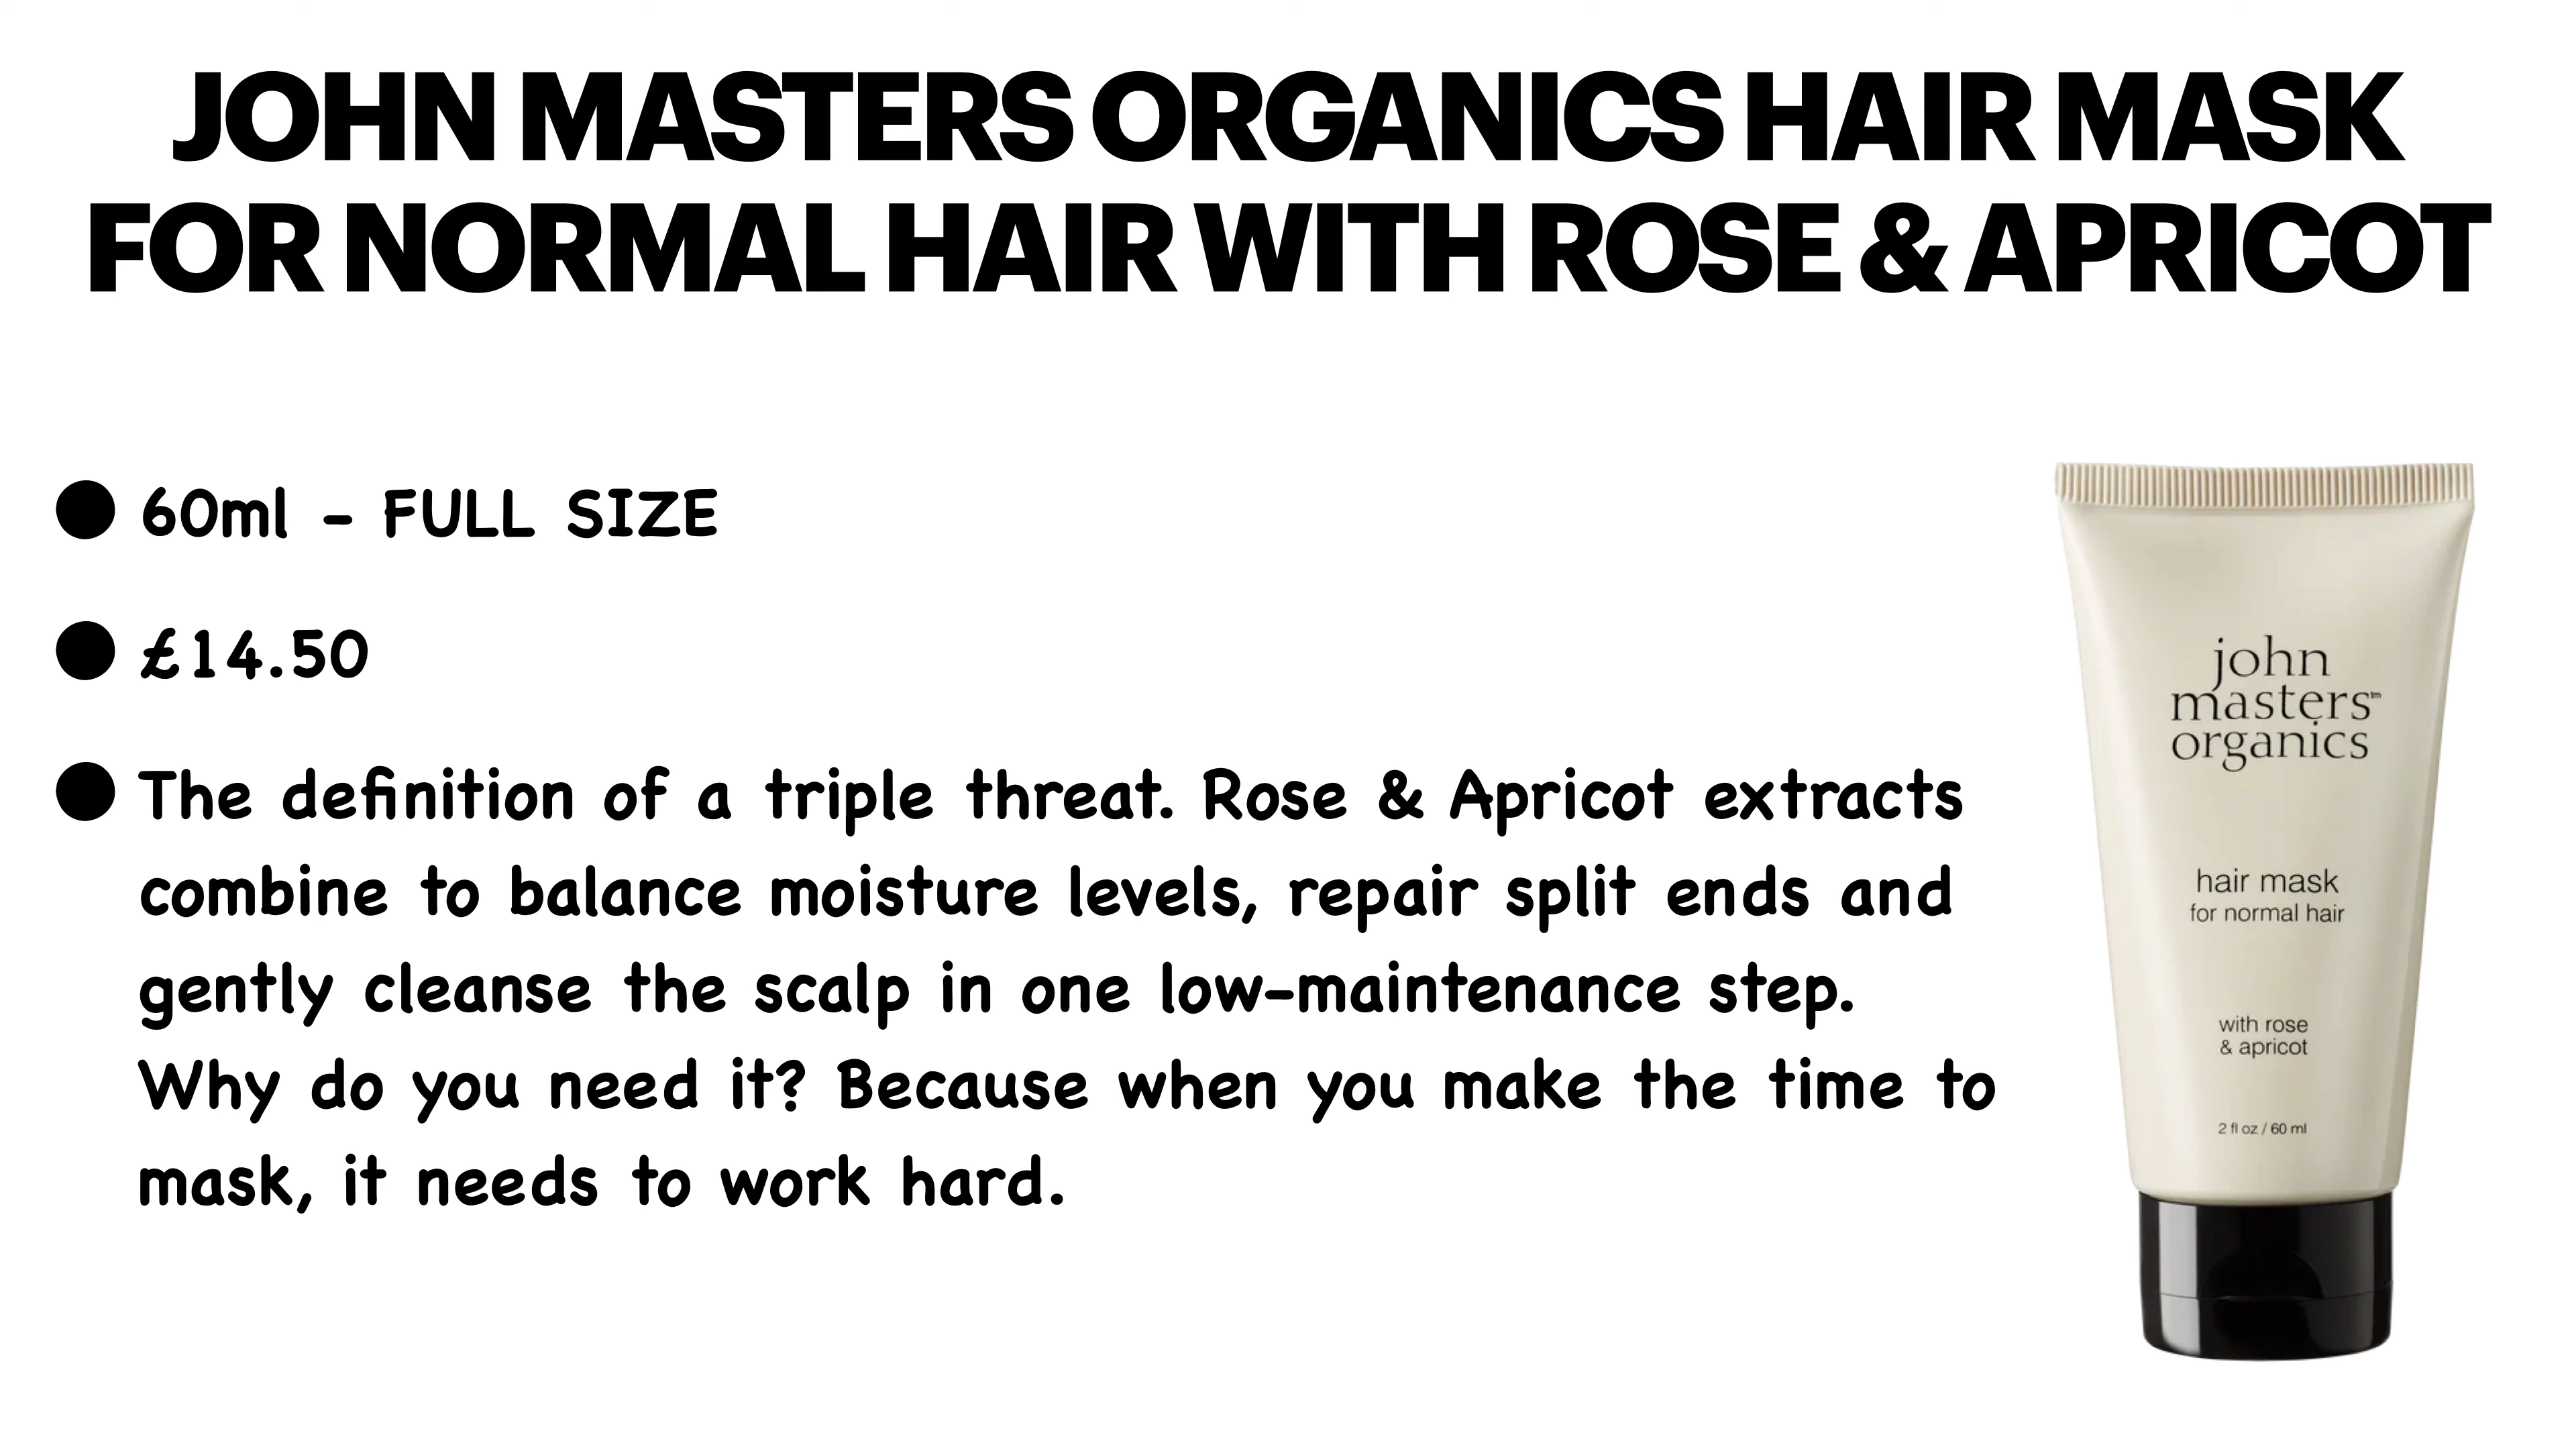 JOHN MASTERS ORGANICS HAIR MASK
FOR NORMAL HAIR WITH ROSE & APRICOT
● 60ml - FULL SIZE
● £14.50
● The definition of a triple threat. Rose & Apricot extracts
combine to balance moisture levels, repair split ends and
gently cleanse the scalp in one low-maintenance step.
Why do you need it? Because when you make the time to
mask, it needs to work hard.
john
masters™
organics
hair mask
for normal hair
with rose
& apricot
2 fl oz / 60 ml